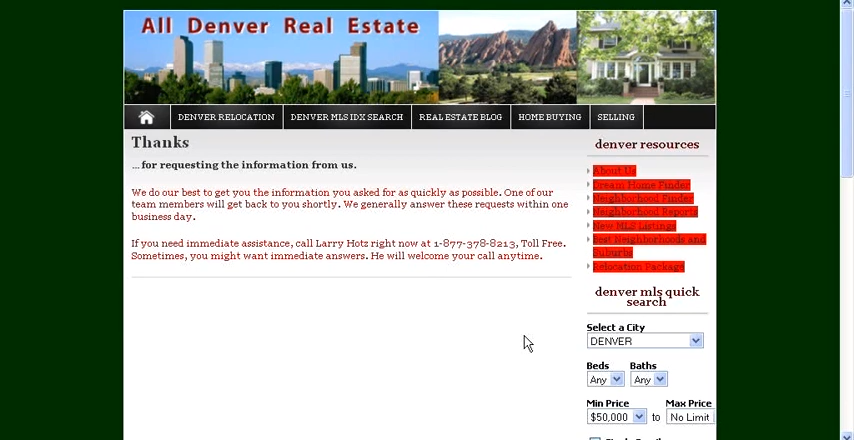 All Denver Real Estate
DENVER RELOCATION
DENVER MLS IDX SEARCH
REAL ESTATE BLOG
HOME BUYING
SELLING
Thanks
... for requesting the information from us.
We do our best to get you the information you asked for as quickly as possible. One of our
team members will get back to you shortly. We generally answer these requests within one
business day.
If you need immediate assistance, call Larry Hotz right now at 1-877-378-8213, Toll Free.
Sometimes, you might want immediate answers. He will welcome your call anytime.
denver resources
About Us
Dream Home Finder
Neighborhood Finder
Neighborhood Reports
New MLS Listings
Best Neighborhoods and
Suburbs
Relocation Package
denver mls quick
search
Select a City
DENVER
Beds Baths
Any Any
Min Price Max Price
$50,000 to No Limit